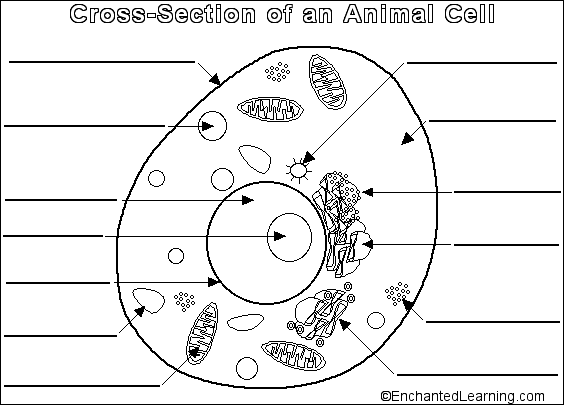 Cross-Section of an Animal Cell
©EnchantedLearning.com